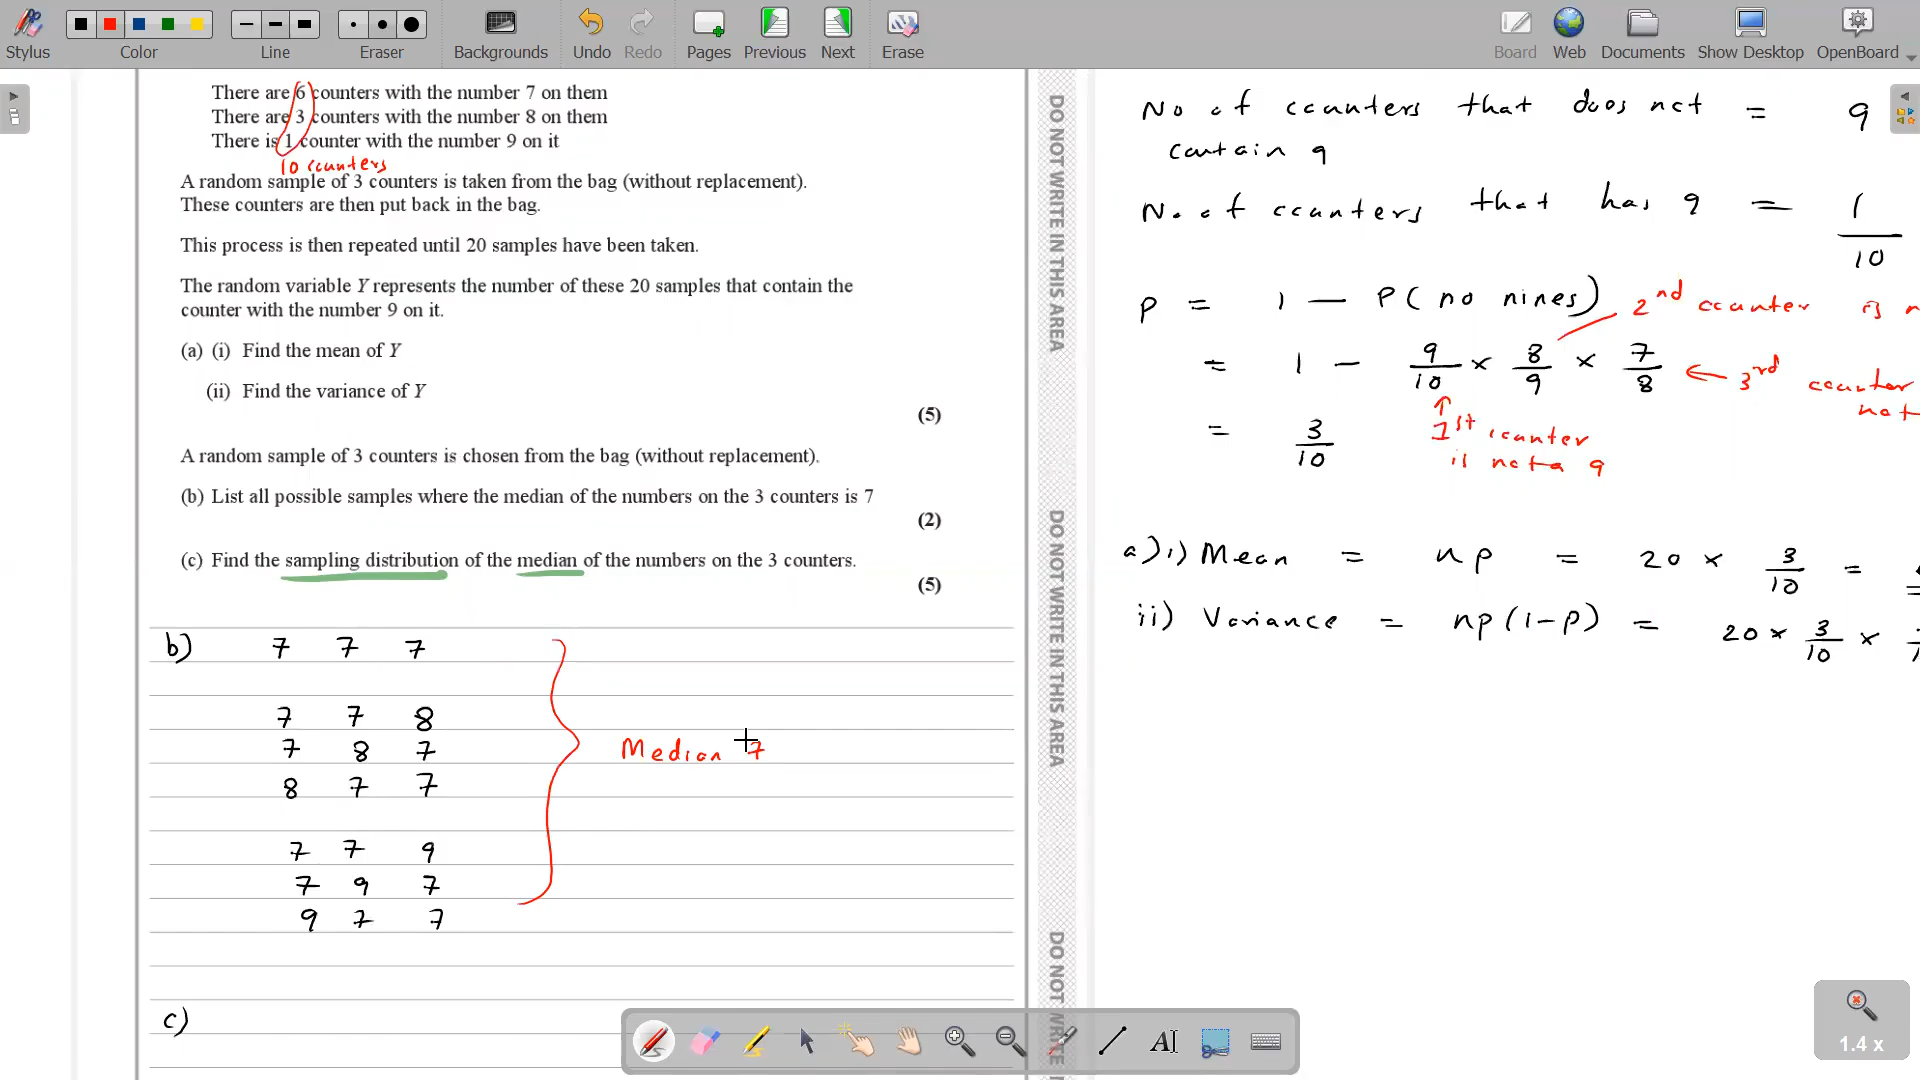 Stylus Color Line Eraser Backgrounds Undo Redo Pages Previous Next Erase Board Web Documents Show Desktop OpenBoard
There are 6 counters with the number 7 on them
There are 3 counters with the number 8 on them
There is 1 counter with the number 9 on it
10 counters
A random sample of 3 counters is taken from the bag (without replacement).
These counters are then put back in the bag.
This process is then repeated until 20 samples have been taken.
The random variable Y represents the number of these 20 samples that contain the
counter with the number 9 on it.
(a) (i) Find the mean of Y
(ii) Find the variance of Y
(5)
A random sample of 3 counters is chosen from the bag (without replacement).
(b) List all possible samples where the median of the numbers on the 3 counters is 7
(2)
(c) Find the sampling distribution of the median of the numbers on the 3 counters.
(5)
b) 7 7 7
7 7 8
7 8 7
8 7 7
Median 7
7 7 9
7 9 7
9 7 7
c)
DO NOT WRITE IN THIS AREA
DO NOT WRITE IN THIS AREA
DO NOT WRITE
No of counters that does not = 9
contain 9
No of counters that has 9 = 1
10
P = 1 - P(no nines)
2nd counter is
= 1 - 9/10 × 8/9 × 7/8
3rd counter
not
= 3/10
1st counter
is not a 9
a) i) Mean = np = 20 × 3/10 =
ii) Variance = np(1-p) = 20 × 3/10 ×
1.4 x